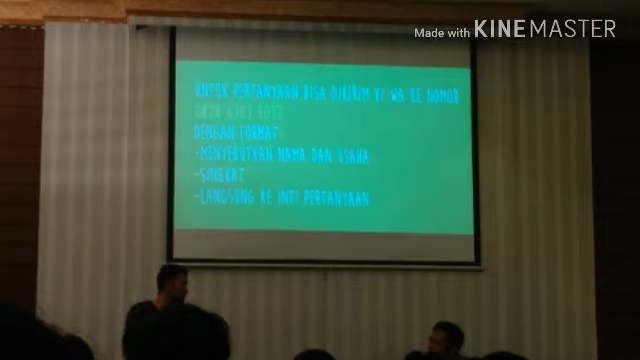 Made with KINEMASTER
UNTUK PERTANYAAN BISA DIKIRIM VI WA KE NOMOR
DENGAN FORMAT
-MENYEBUTKAN NAMA DAN USAHA
-SINGKAT
-LANGSUNG KE INTI PERTANYAAN